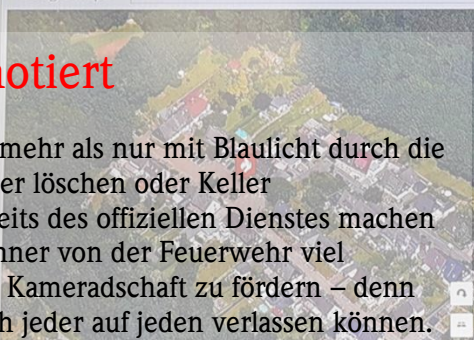 otiert
mehr als nur mit Blaulicht durch die
er löschen oder Keller
eits des offiziellen Dienstes machen
nner von der Feuerwehr viel
Kameradschaft zu fördern – denn
h jeder auf jeden verlassen können.